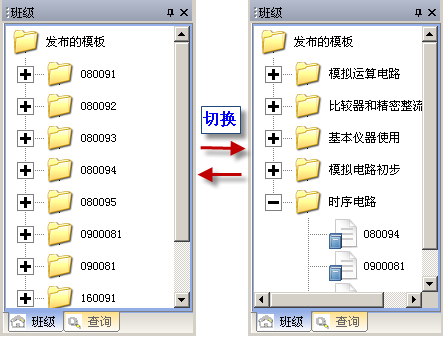 班级
发布的模板
080091
080092
080093
080094
080095
0900081
090081
160091
班级 查询
切换
班级
发布的模板
模拟运算电路
比较器和精密整流
基本仪器使用
模拟电路初步
时序电路
080094
0900081
班级 查询